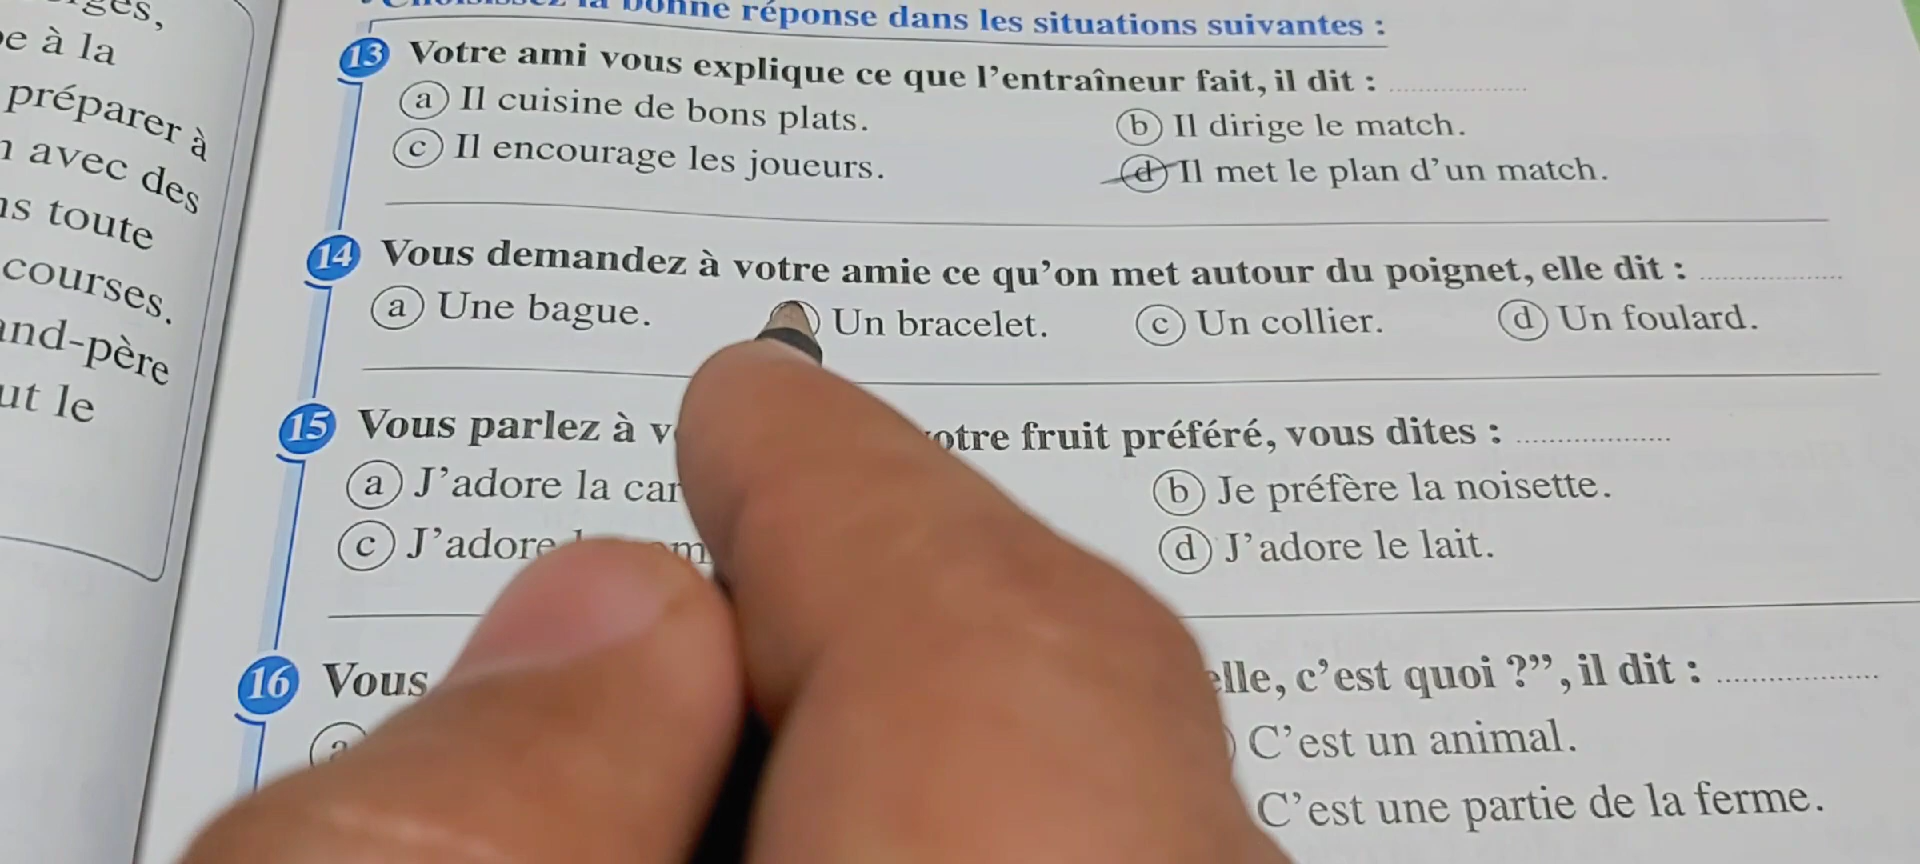 e à la
préparer à
avec des
toute
courses.
and-père
ut le
la bonne réponse dans les situations suivantes :
13 Votre ami vous explique ce que l'entraîneur fait, il dit : ..................
a Il cuisine de bons plats.
b Il dirige le match.
c Il encourage les joueurs.
d Il met le plan d'un match.
14 Vous demandez à votre amie ce qu'on met autour du poignet, elle dit : ..................
a Une bague.
Un bracelet.
c Un collier.
d Un foulard.
15 Vous parlez à otre fruit préféré, vous dites : ..................
a J'adore la car
b Je préfère la noisette.
c J'adore
d J'adore le lait.
16 Vous elle, c'est quoi ?", il dit : ..................
a
C'est un animal.
C'est une partie de la ferme.